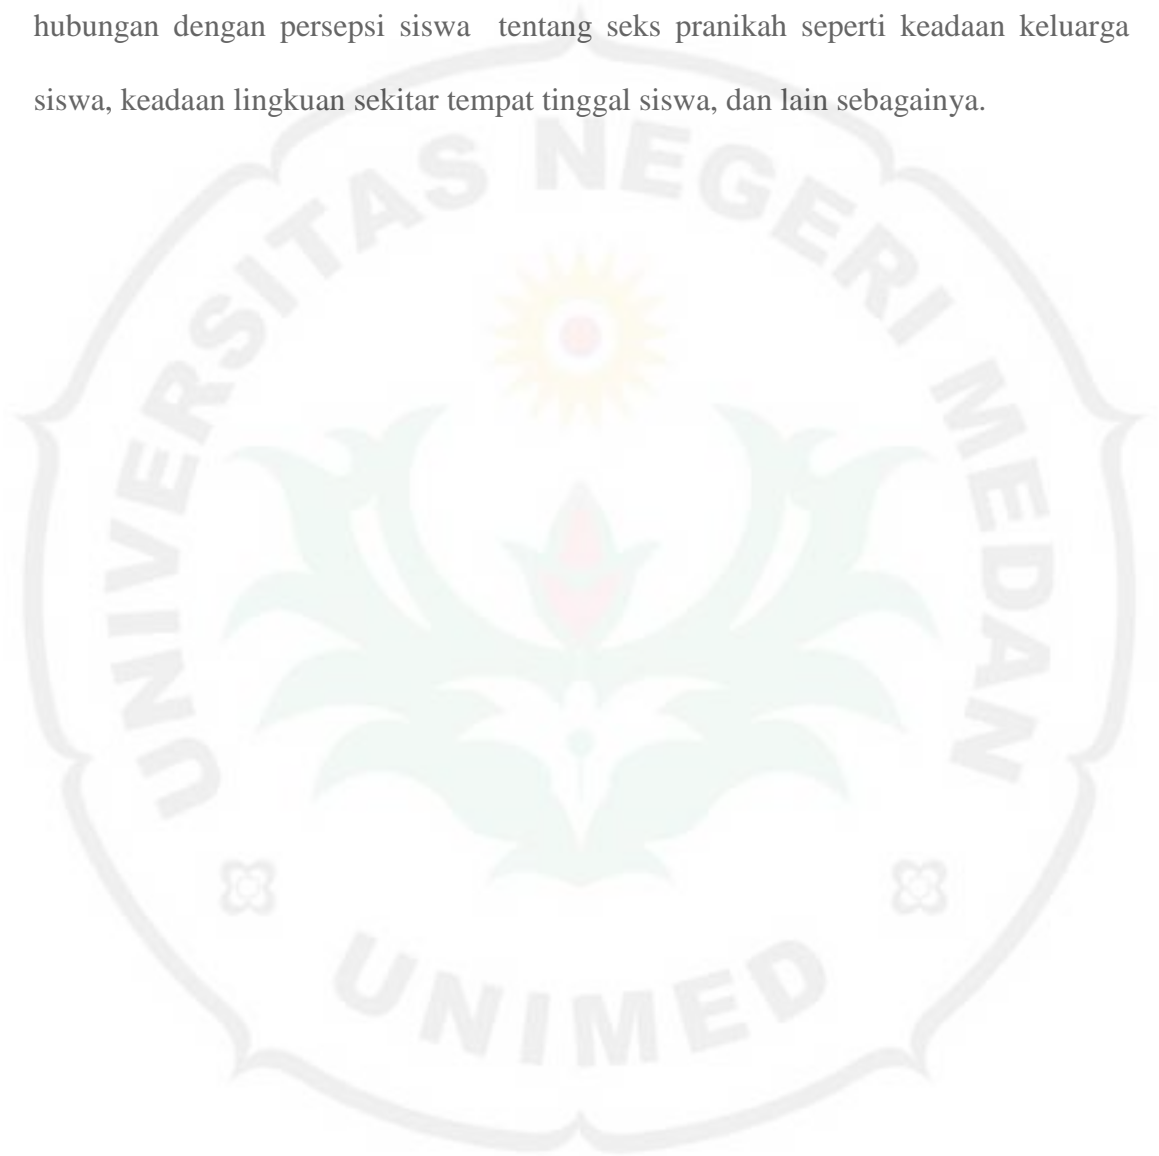 hubungan dengan persepsi siswa  tentang seks pranikah seperti keadaan keluarga
siswa, keadaan lingkuan sekitar tempat tinggal siswa, dan lain sebagainya.
UNIVERSITAS NEGERI MEDAN
UNIMED